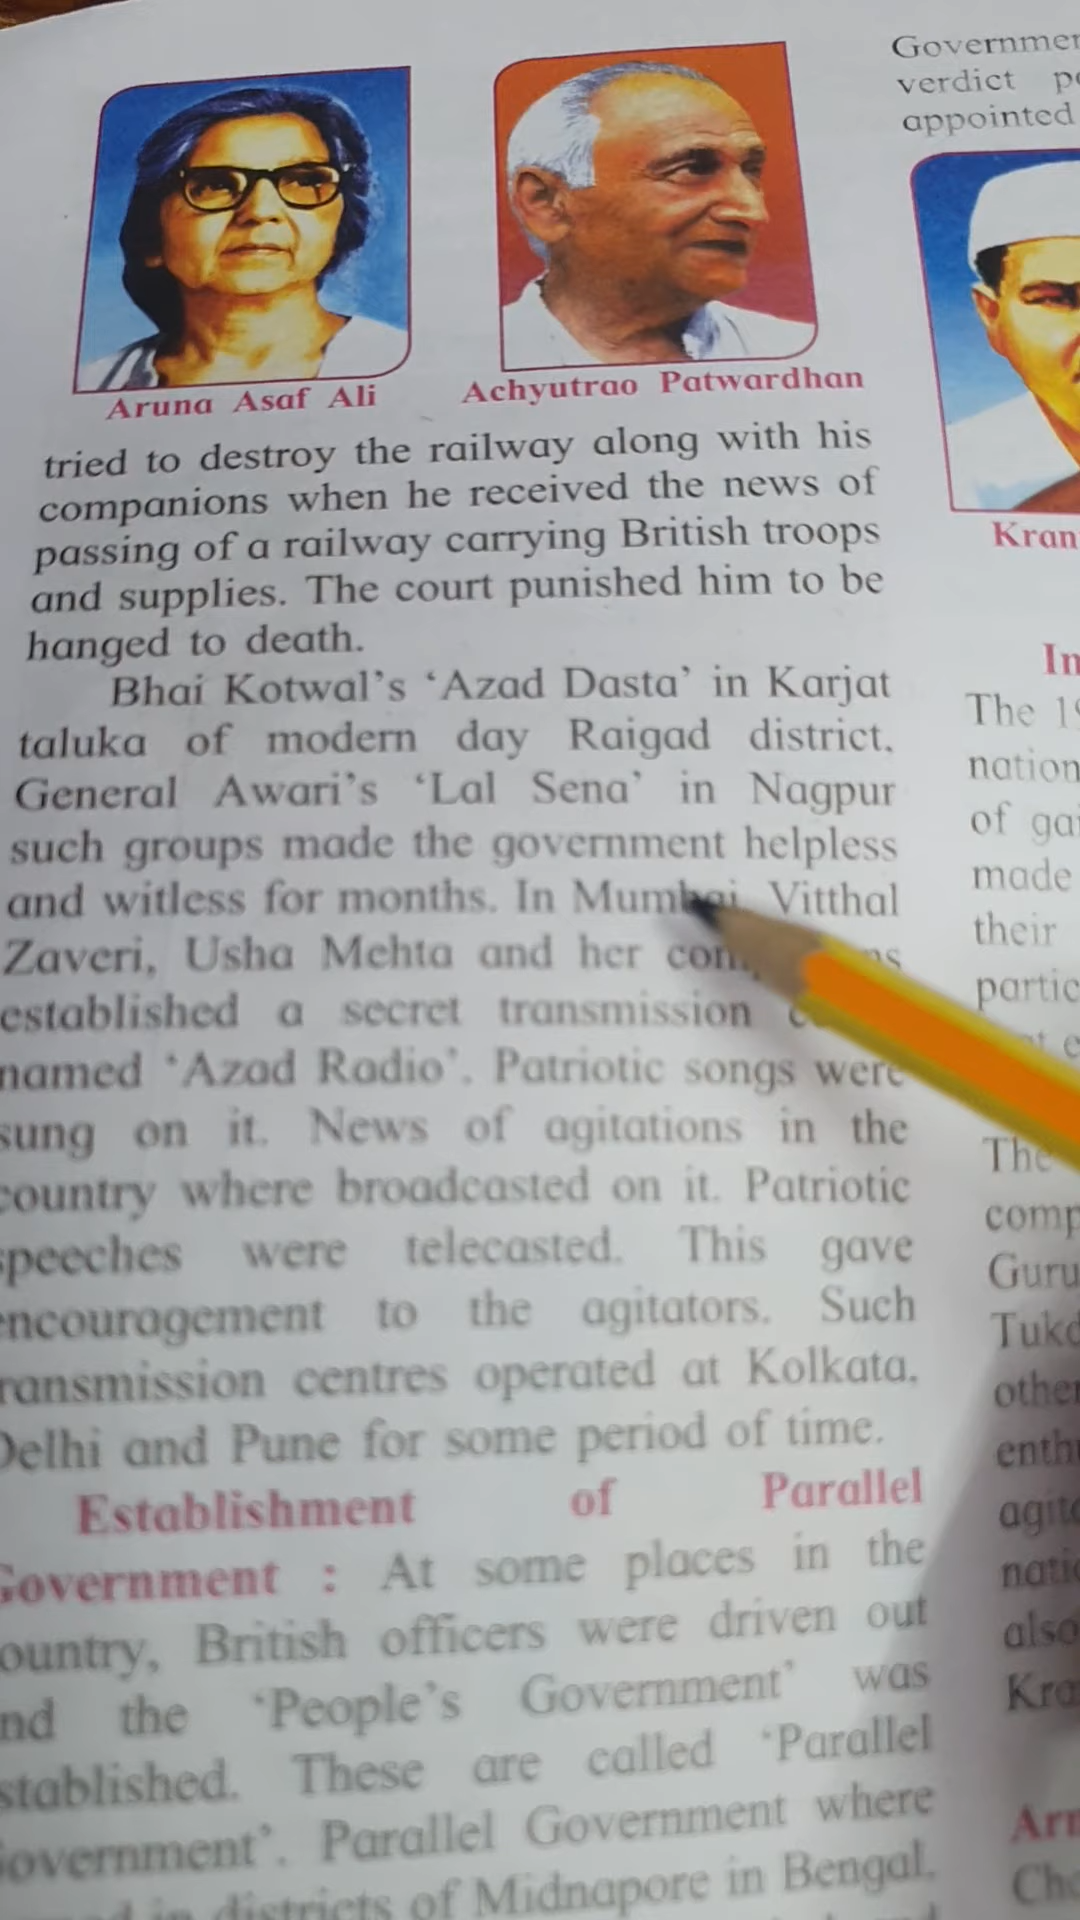 Aruna Asaf Ali
Achyutrao Patwardhan
tried to destroy the railway along with his
companions when he received the news of
passing of a railway carrying British troops
and supplies. The court punished him to be
hanged to death.
Bhai Kotwal's 'Azad Dasta' in Karjat
taluka of modern day Raigad district,
General Awari's 'Lal Sena' in Nagpur
such groups made the government helpless
and witless for months. In Mumbai, Vitthal
Zaveri, Usha Mehta and her
established a secret transmission
named 'Azad Radio'. Patriotic songs were
sung on it. News of agitations in the
country where broadcasted on it. Patriotic
speeches were telecasted. This gave
encouragement to the agitators. Such
transmission centres operated at Kolkata,
Delhi and Pune for some period of time.
Establishment of Parallel
Government : At some places in the
country, British officers were driven out
and the 'People's Government' was
established. These are called 'Parallel
Government'. Parallel Government where
in districts of Midnapore in Bengal,
verdict
appointed
The
nation
of
made
their
The
Guru
also